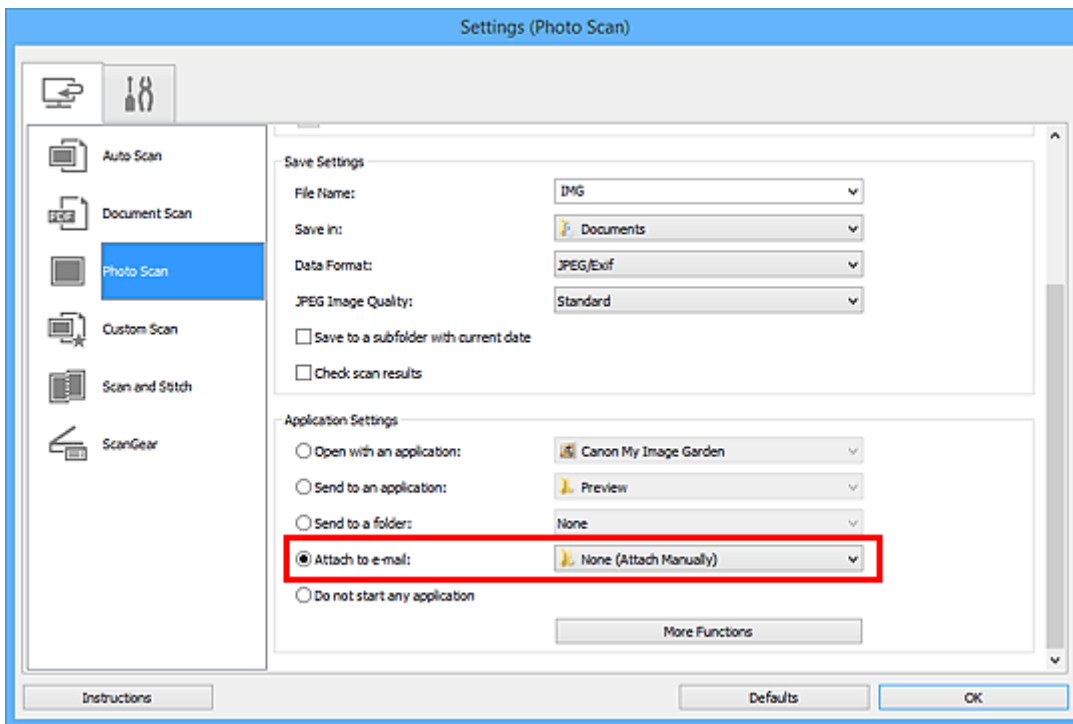 Settings (Photo Scan)
Auto Scan
PDF
Document Scan
Photo Scan
Custom Scan
Scan and Stitch
ScanGear
Save Settings
File Name: IMG
Save in: Documents
Data Format: JPEG/Exif
JPEG Image Quality: Standard
Save to a subfolder with current date
Check scan results
Application Settings
Open with an application: Canon My Image Garden
Send to an application: Preview
Send to a folder: None
Attach to e-mail: None (Attach Manually)
Do not start any application
More Functions
Instructions Defaults OK